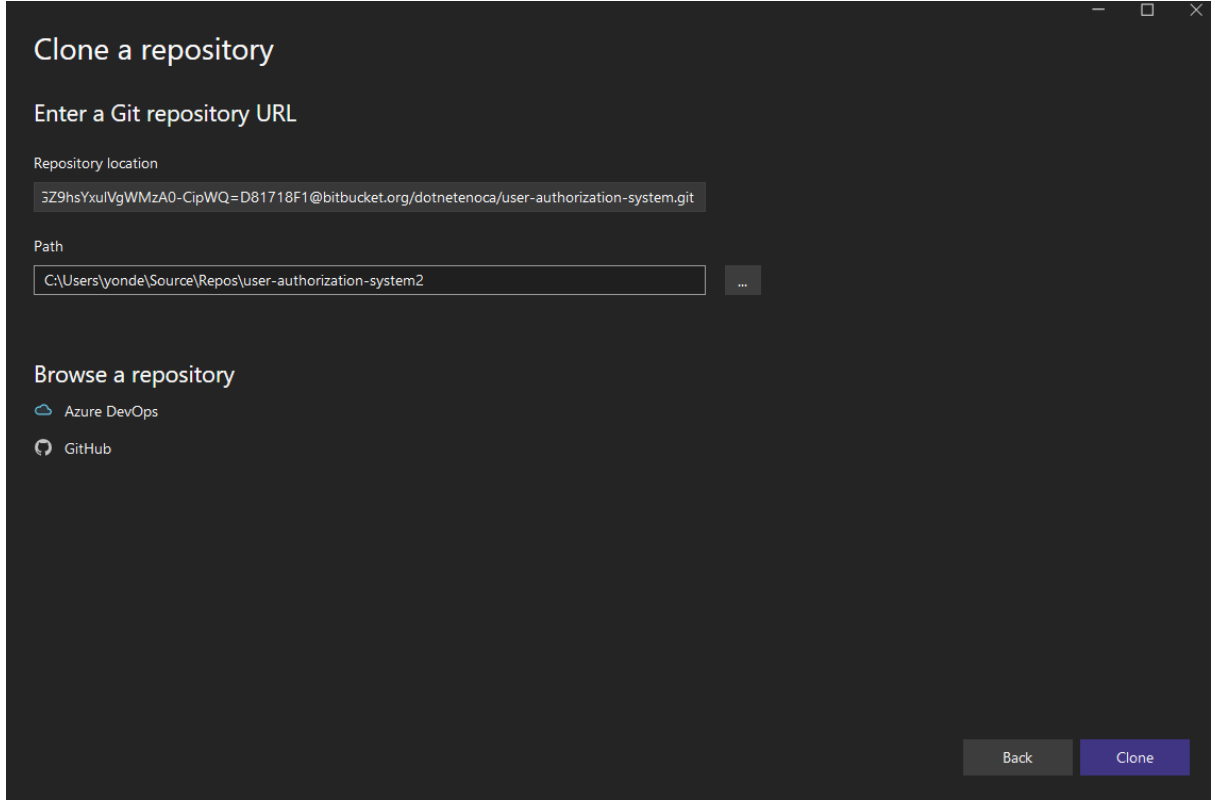 Clone a repository
Enter a Git repository URL
Repository location
GZ9hsYxulVgWMzA0-CipWQ=D81718F1@bitbucket.org/dotnetenoca/user-authorization-system.git
Path
C:\Users\yonde\Source\Repos\user-authorization-system2
...
Browse a repository
Azure DevOps
GitHub
Back
Clone